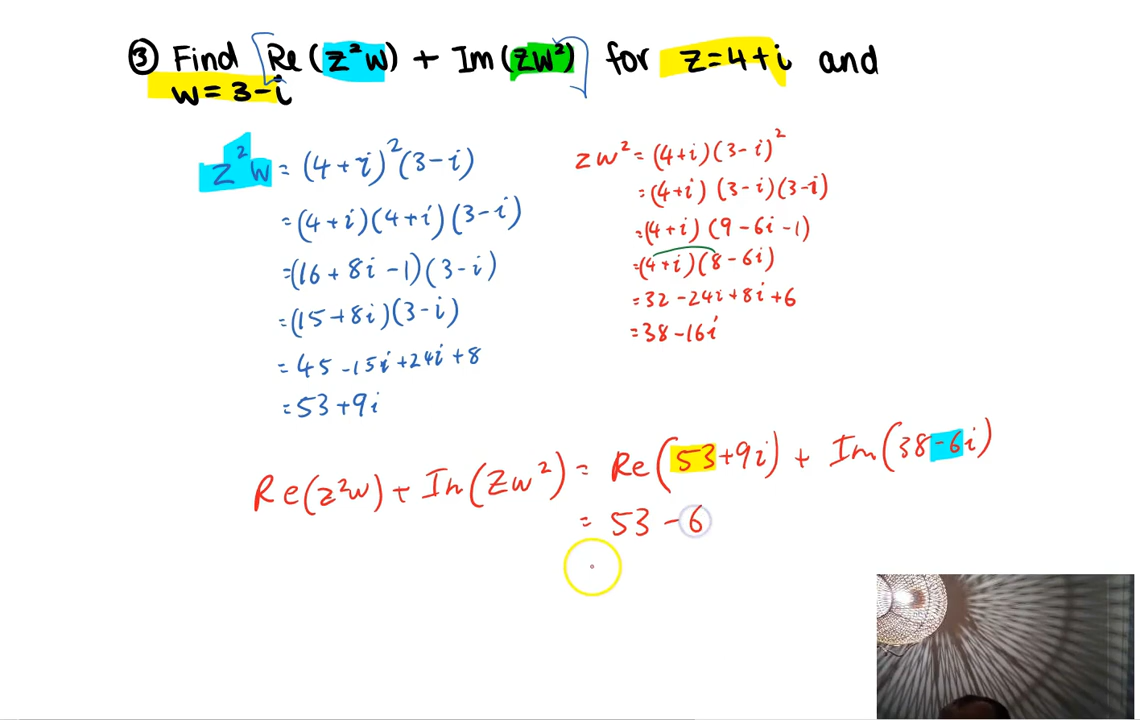 ③ Find Re(z²w) + Im(zw²) for z=4+i and
w=3-i
z²w = (4+i)²(3-i)
=(4+i)(4+i)(3-i)
=(16+8i-1)(3-i)
=(15+8i)(3-i)
=45-15i+24i+8
=53+9i
zw²=(4+i)(3-i)²
=(4+i)(3-i)(3-i)
=(4+i)(9-6i-1)
=(4+i)(8-6i)
=32-24i+8i+6
=38-16i
Re(z²w)+Im(zw²) = Re(53+9i) + Im(38-6i)
= 53-6